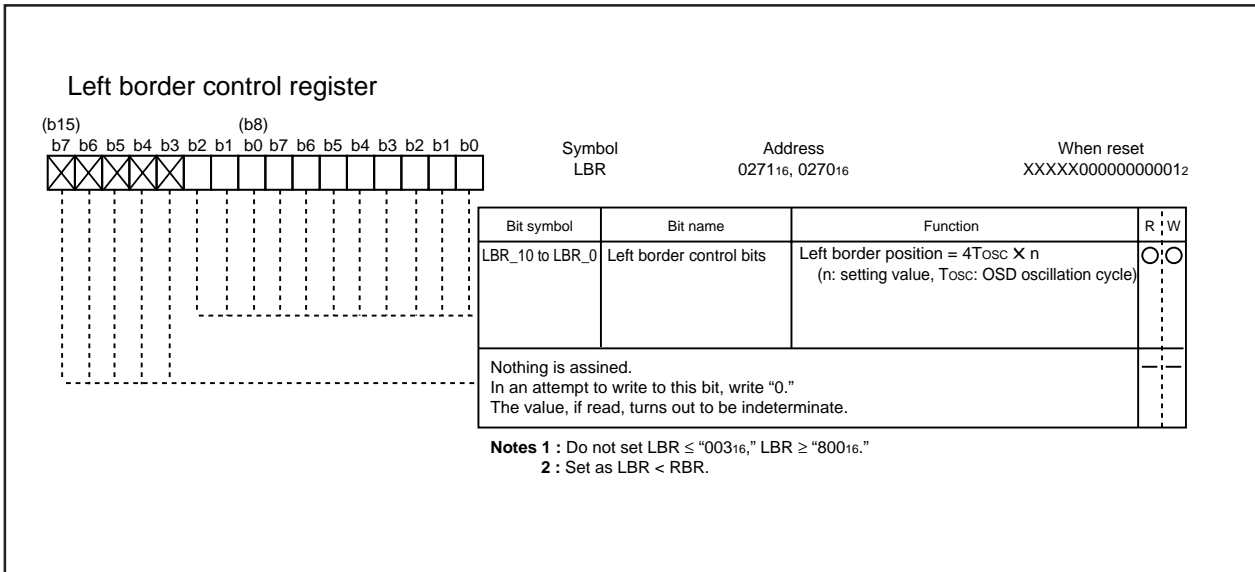 Left border control register
(b15) (b8)
b7 b6 b5 b4 b3 b2 b1 b0 b7 b6 b5 b4 b3 b2 b1 b0
Symbol Address When reset
LBR 027116, 027016 XXXXX000000000012
Bit symbol Bit name Function R W
LBR_10 to LBR_0 Left border control bits Left border position = 4Tosc X n
(n: setting value, Tosc: OSD oscillation cycle)
Nothing is assined.
In an attempt to write to this bit, write “0.”
The value, if read, turns out to be indeterminate.
Notes 1 : Do not set LBR ≤ “00316,” LBR ≥ “80016.”
2 : Set as LBR < RBR.